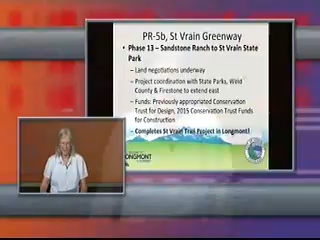 PR-5b, St Vrain Greenway
• Phase 13 – Sandstone Ranch to St Vrain State
Park
– Land negotiations underway
– Project coordination with State Parks, Weld
County & Firestone to extend east
– Funds: Previously appropriated Conservation
Trust for Design, 2015 Conservation Trust Funds
for Construction
– Completes St Vrain Trail Project in Longmont!
LONGMONT